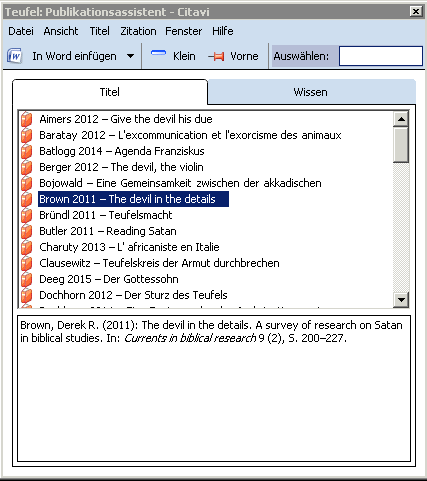 Teufel: Publikationsassistent - Citavi
Datei Ansicht Titel Zitation Fenster Hilfe
In Word einfügen Klein Vorne Auswählen:
Titel Wissen
Aimers 2012 – Give the devil his due
Baratay 2012 – L'excommunication et l'exorcisme des animaux
Batlogg 2014 – Agenda Franziskus
Berger 2012 – The devil, the violin
Bojowald – Eine Gemeinsamkeit zwischen der akkadischen
Brown 2011 – The devil in the details
Bründl 2011 – Teufelsmacht
Butler 2011 – Reading Satan
Charuty 2013 – L' africaniste en Italie
Clausewitz – Teufelskreis der Armut durchbrechen
Deeg 2015 – Der Gottessohn
Dochhorn 2012 – Der Sturz des Teufels
Brown, Derek R. (2011): The devil in the details. A survey of research on Satan
in biblical studies. In: Currents in biblical research 9 (2), S. 200–227.